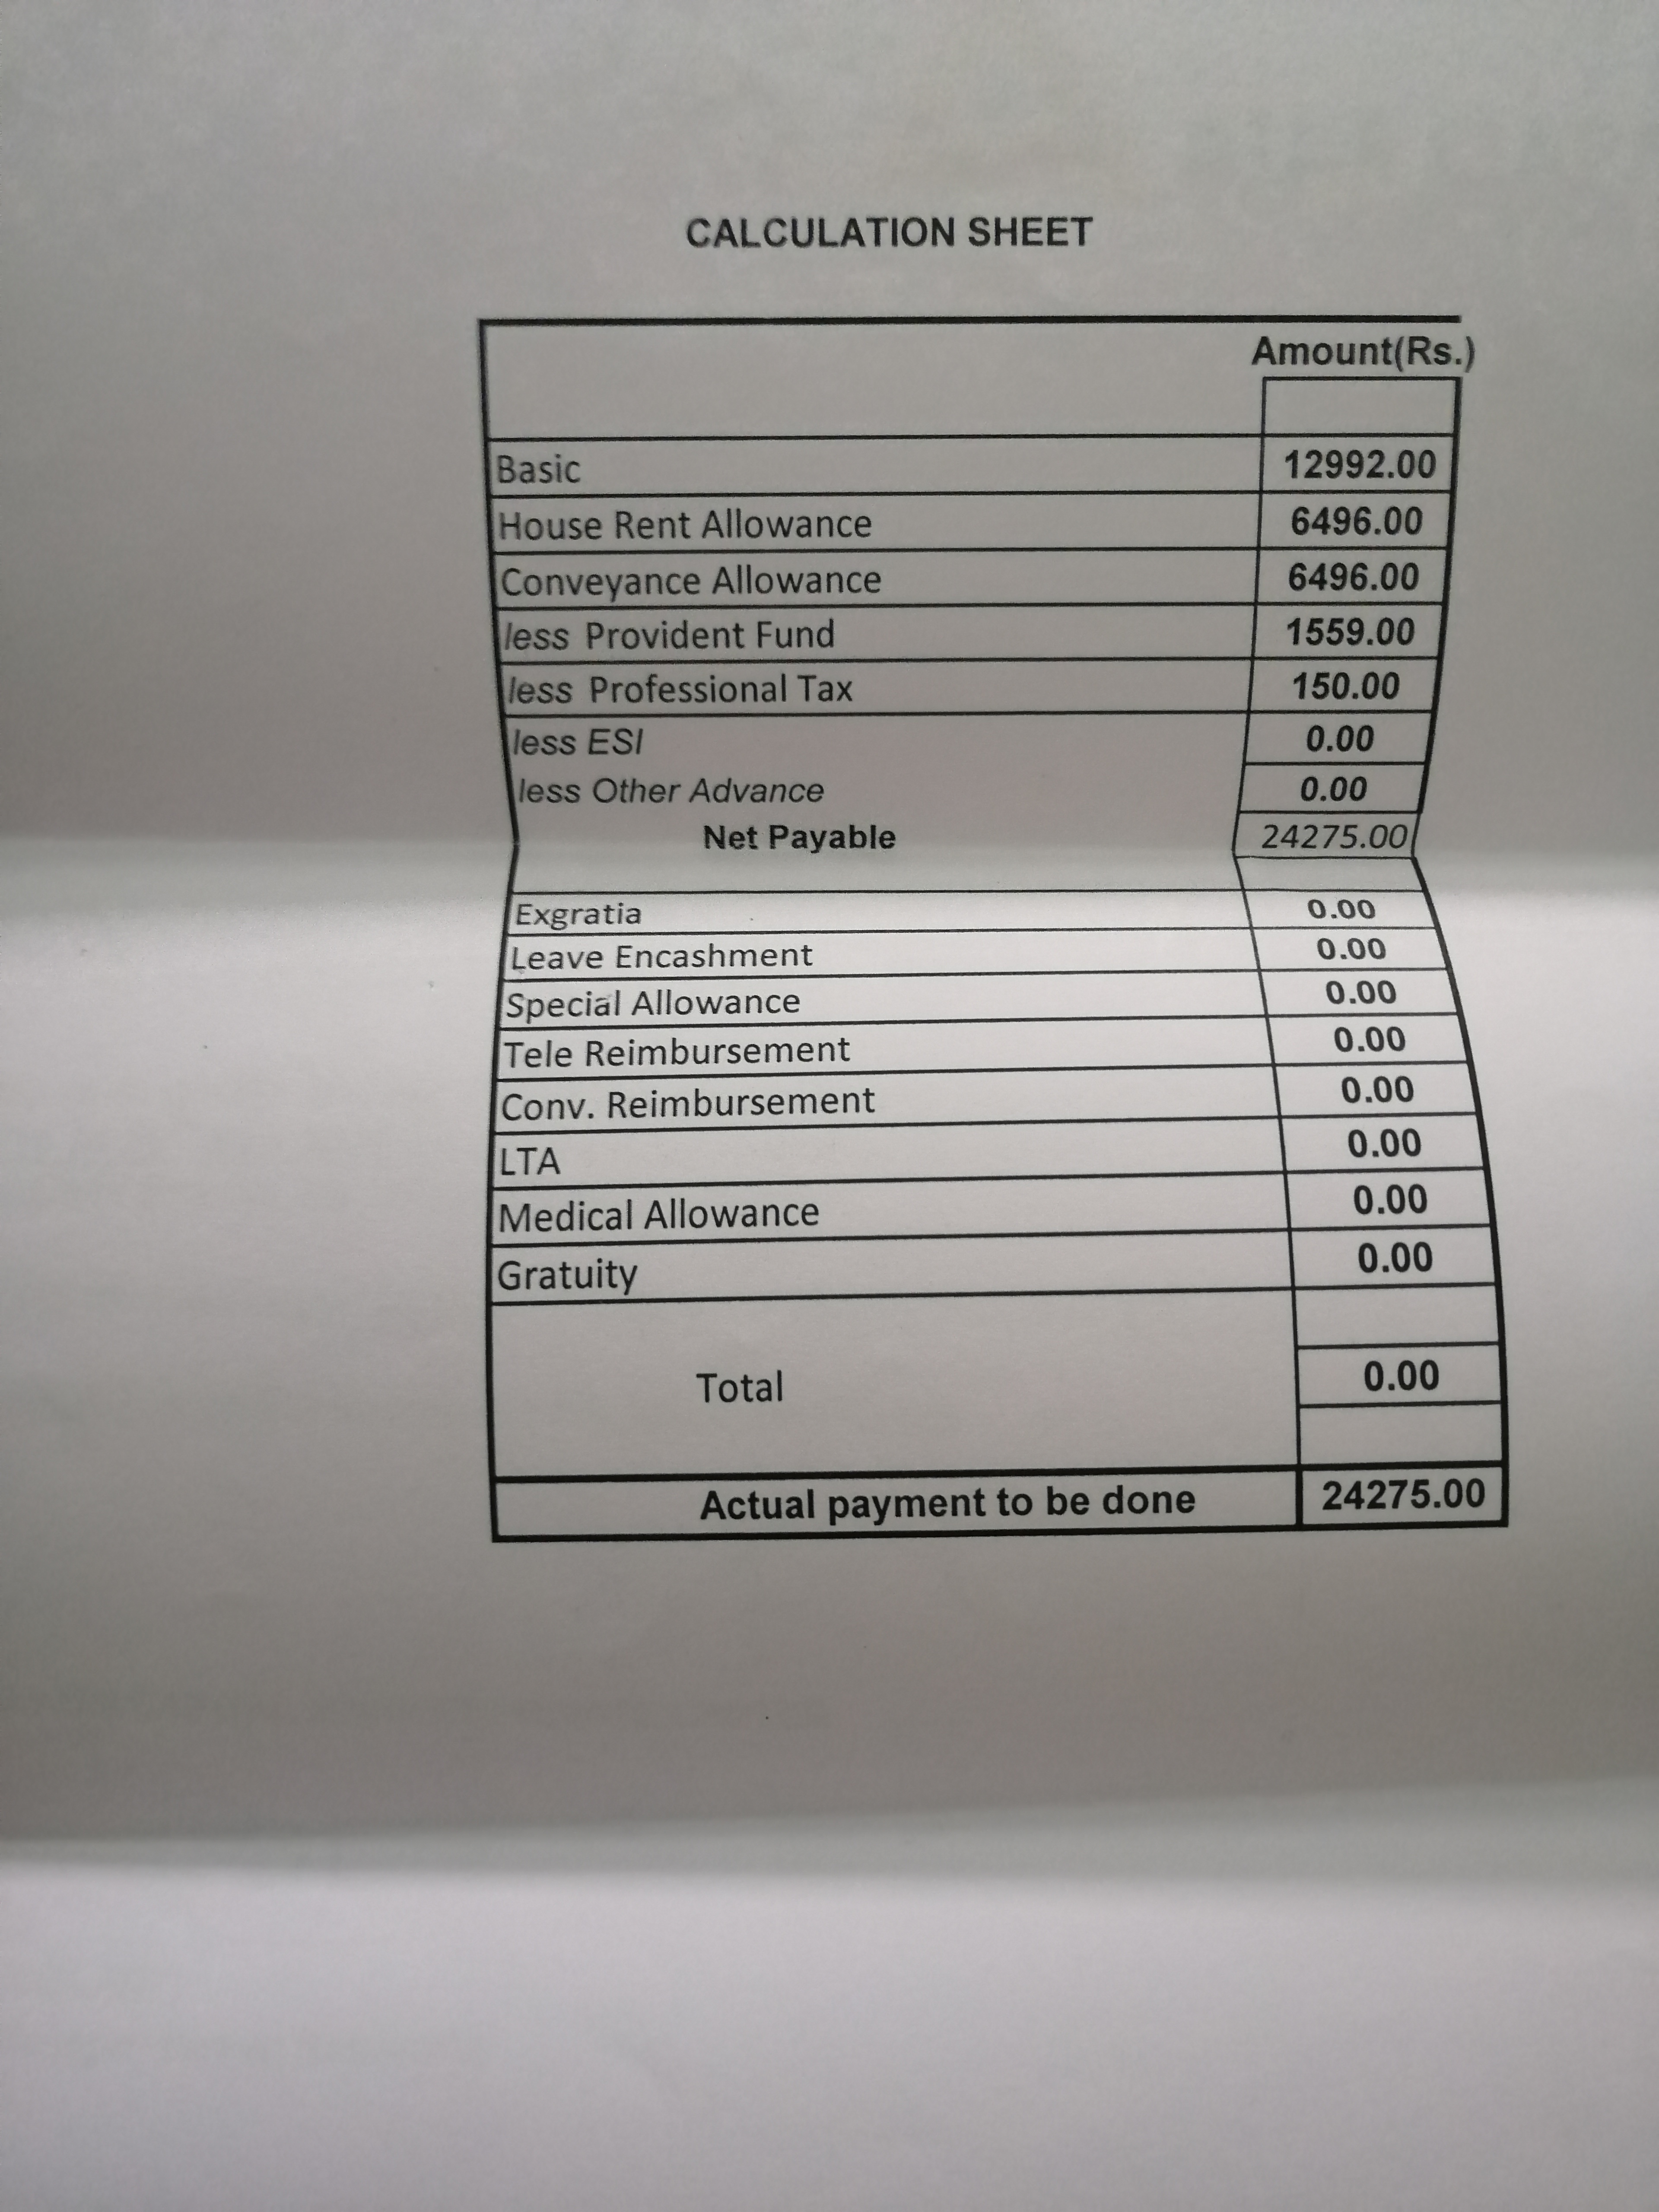 CALCULATION SHEET
Amount(Rs.)
Basic 12992.00
House Rent Allowance 6496.00
Conveyance Allowance 6496.00
less Provident Fund 1559.00
less Professional Tax 150.00
less ESI 0.00
less Other Advance 0.00
Net Payable 24275.00
Exgratia 0.00
Leave Encashment 0.00
Special Allowance 0.00
Tele Reimbursement 0.00
Conv. Reimbursement 0.00
LTA 0.00
Medical Allowance 0.00
Gratuity 0.00
Total 0.00
Actual payment to be done 24275.00